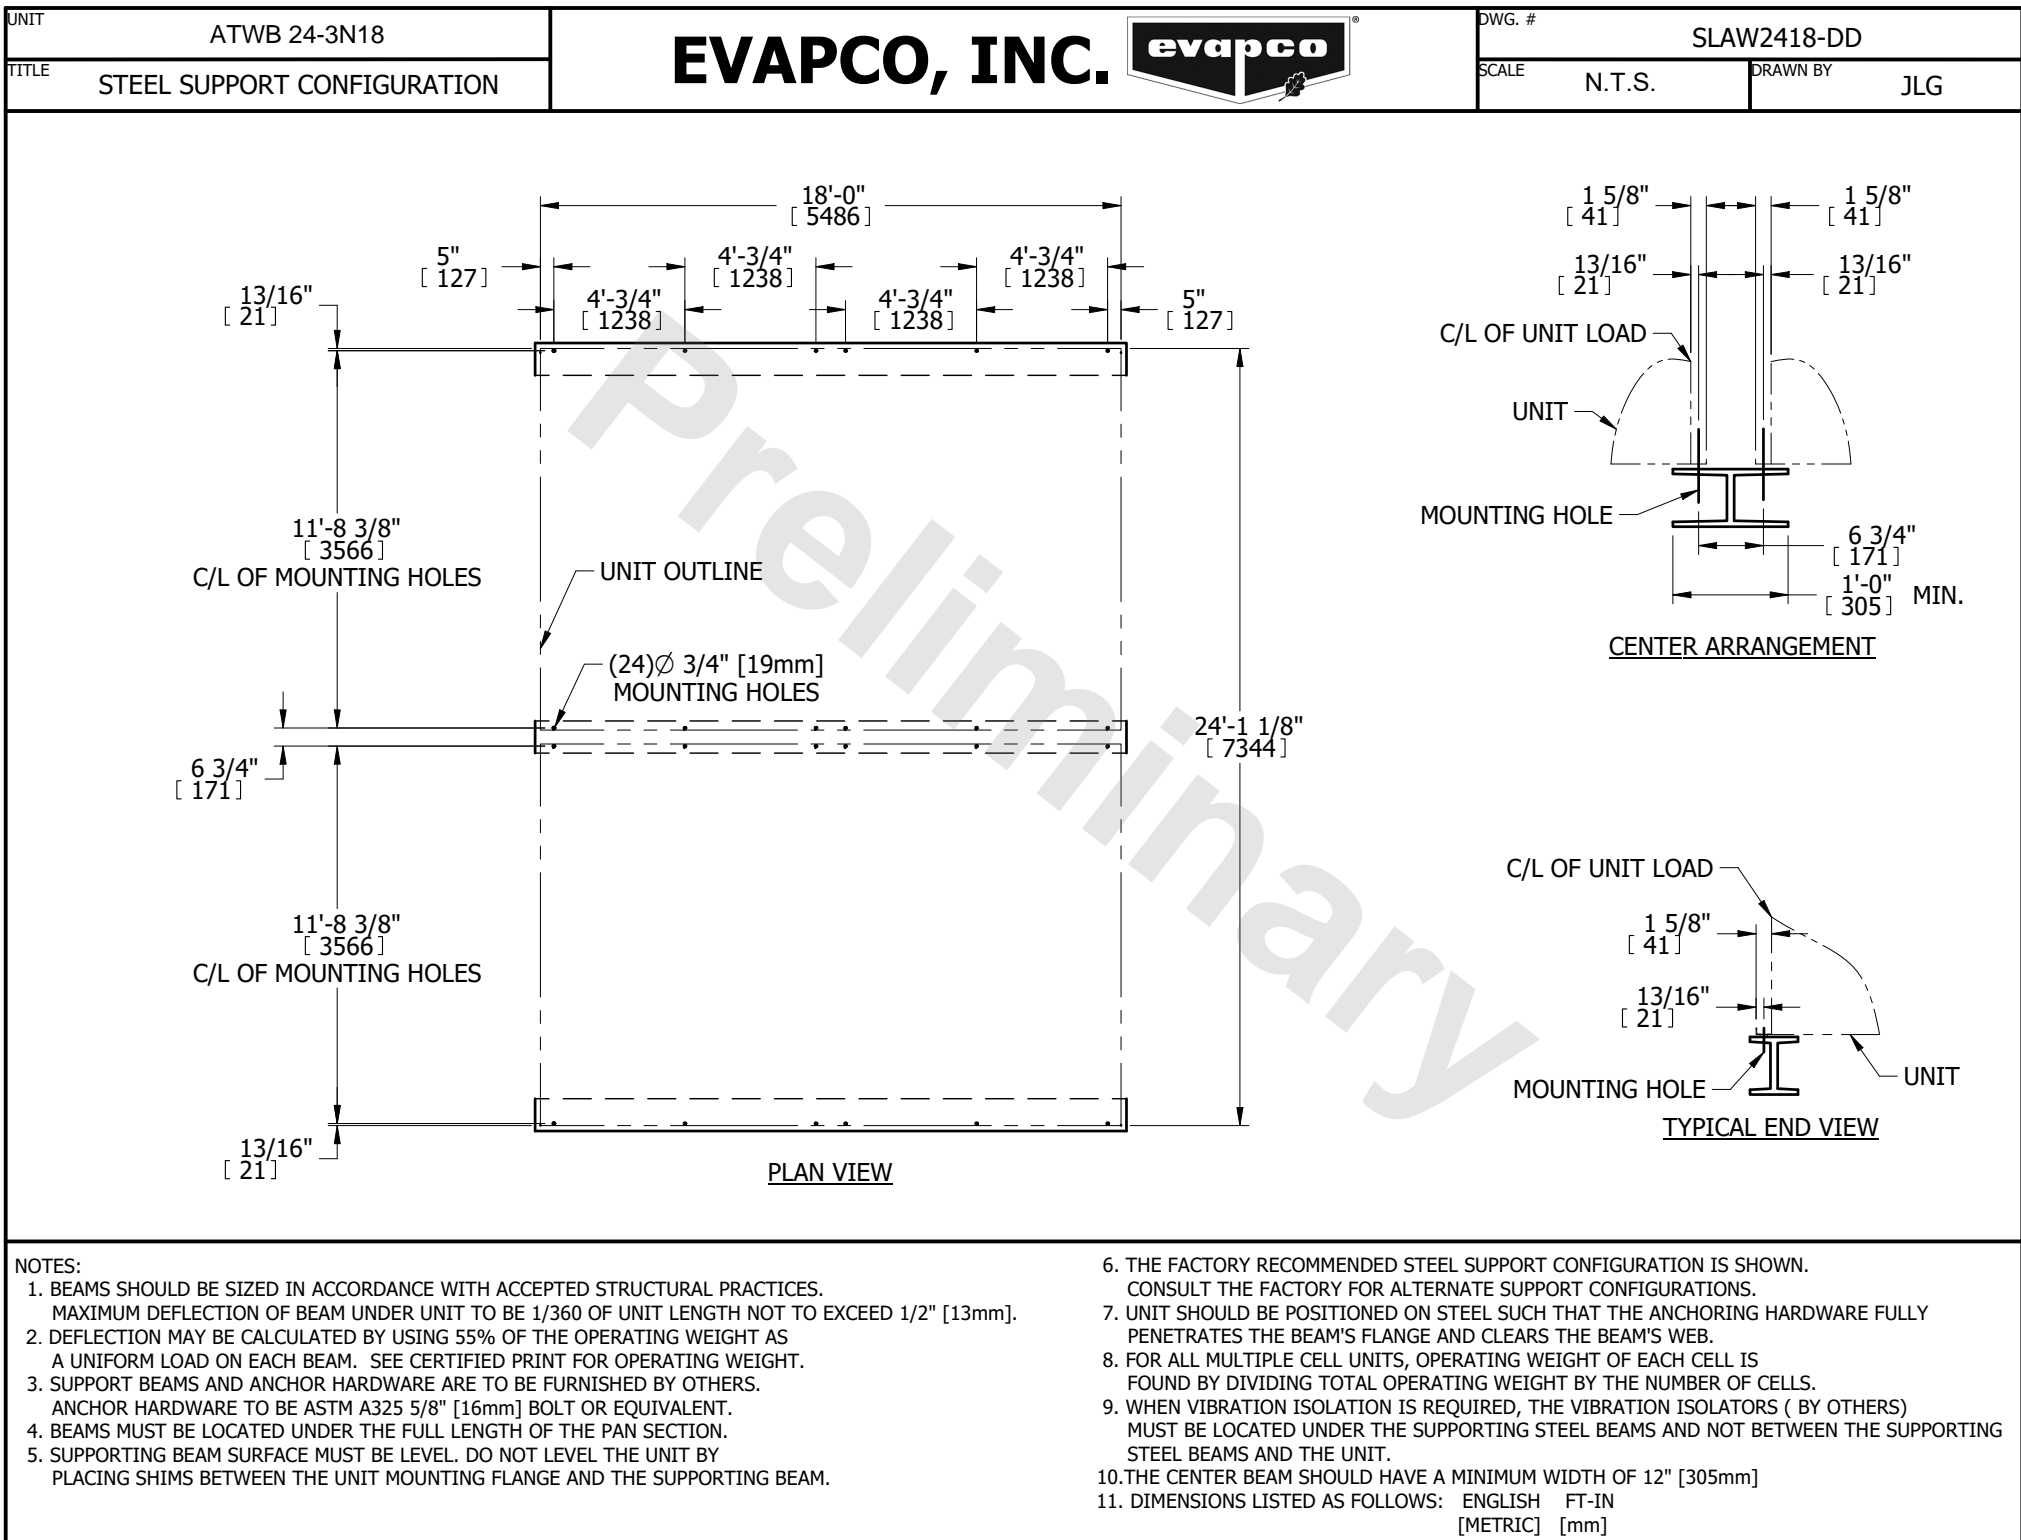 UNIT
ATWB 24-3N18
TITLE
STEEL SUPPORT CONFIGURATION
EVAPCO, INC.
evapco
®
DWG. #
SLAW2418-DD
SCALE
N.T.S.
DRAWN BY
JLG
18'-0"
[ 5486 ]
5"
[ 127 ]
4'-3/4"
[ 1238 ]
4'-3/4"
[ 1238 ]
13/16"
[ 21 ]
4'-3/4"
[ 1238 ]
4'-3/4"
[ 1238 ]
5"
[ 127 ]
11'-8 3/8"
[ 3566 ]
C/L OF MOUNTING HOLES
UNIT OUTLINE
(24)∅ 3/4" [19mm]
MOUNTING HOLES
6 3/4"
[ 171 ]
24'-1 1/8"
[ 7344 ]
11'-8 3/8"
[ 3566 ]
C/L OF MOUNTING HOLES
13/16"
[ 21 ]
PLAN VIEW
Preliminary
1 5/8"
[ 41 ]
1 5/8"
[ 41 ]
13/16"
[ 21 ]
13/16"
[ 21 ]
C/L OF UNIT LOAD
UNIT
MOUNTING HOLE
6 3/4"
[ 171 ]
1'-0"
[ 305 ] MIN.
CENTER ARRANGEMENT
C/L OF UNIT LOAD
1 5/8"
[ 41 ]
13/16"
[ 21 ]
MOUNTING HOLE
UNIT
TYPICAL END VIEW
NOTES:
1. BEAMS SHOULD BE SIZED IN ACCORDANCE WITH ACCEPTED STRUCTURAL PRACTICES.
MAXIMUM DEFLECTION OF BEAM UNDER UNIT TO BE 1/360 OF UNIT LENGTH NOT TO EXCEED 1/2" [13mm].
2. DEFLECTION MAY BE CALCULATED BY USING 55% OF THE OPERATING WEIGHT AS
A UNIFORM LOAD ON EACH BEAM. SEE CERTIFIED PRINT FOR OPERATING WEIGHT.
3. SUPPORT BEAMS AND ANCHOR HARDWARE ARE TO BE FURNISHED BY OTHERS.
ANCHOR HARDWARE TO BE ASTM A325 5/8" [16mm] BOLT OR EQUIVALENT.
4. BEAMS MUST BE LOCATED UNDER THE FULL LENGTH OF THE PAN SECTION.
5. SUPPORTING BEAM SURFACE MUST BE LEVEL. DO NOT LEVEL THE UNIT BY
PLACING SHIMS BETWEEN THE UNIT MOUNTING FLANGE AND THE SUPPORTING BEAM.
6. THE FACTORY RECOMMENDED STEEL SUPPORT CONFIGURATION IS SHOWN.
CONSULT THE FACTORY FOR ALTERNATE SUPPORT CONFIGURATIONS.
7. UNIT SHOULD BE POSITIONED ON STEEL SUCH THAT THE ANCHORING HARDWARE FULLY
PENETRATES THE BEAM'S FLANGE AND CLEARS THE BEAM'S WEB.
8. FOR ALL MULTIPLE CELL UNITS, OPERATING WEIGHT OF EACH CELL IS
FOUND BY DIVIDING TOTAL OPERATING WEIGHT BY THE NUMBER OF CELLS.
9. WHEN VIBRATION ISOLATION IS REQUIRED, THE VIBRATION ISOLATORS ( BY OTHERS)
MUST BE LOCATED UNDER THE SUPPORTING STEEL BEAMS AND NOT BETWEEN THE SUPPORTING
STEEL BEAMS AND THE UNIT.
10.THE CENTER BEAM SHOULD HAVE A MINIMUM WIDTH OF 12" [305mm]
11. DIMENSIONS LISTED AS FOLLOWS: ENGLISH FT-IN
[METRIC] [mm]